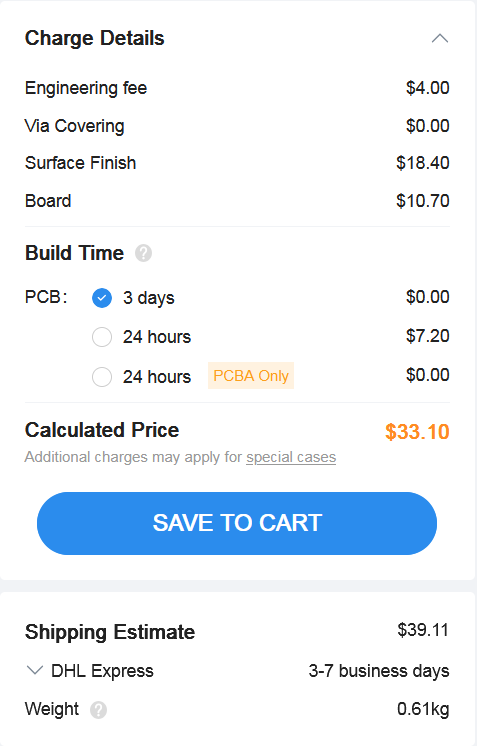 Charge Details
Engineering fee $4.00
Via Covering $0.00
Surface Finish $18.40
Board $10.70
Build Time ?
PCB: 3 days $0.00
24 hours $7.20
24 hours PCBA Only $0.00
Calculated Price $33.10
Additional charges may apply for special cases
SAVE TO CART
Shipping Estimate $39.11
DHL Express 3-7 business days
Weight ? 0.61kg